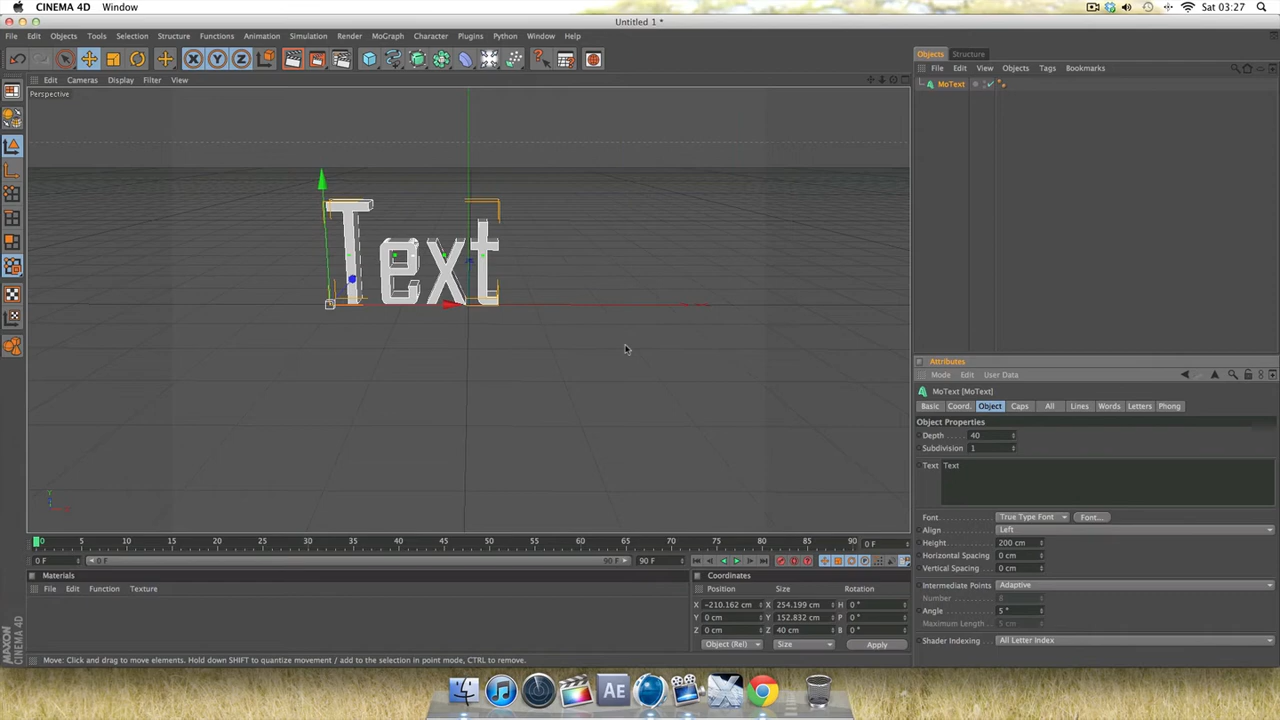 CINEMA 4D Window Sat 03:27
Untitled 1 *
File Edit Objects Tools Selection Structure Functions Animation Simulation Render MoGraph Character Plugins Python Window Help
X Y Z
Objects Structure
File Edit View Objects Tags Bookmarks
Edit Cameras Display Filter View
MoText
Perspective
Text
Attributes
Mode Edit User Data
MoText [MoText]
Basic Coord. Object Caps All Lines Words Letters Phong
Object Properties
Depth 40
Subdivision 1
Text Text
Font True Type Font Font...
Align Left
Height 200 cm
Horizontal Spacing 0 cm
Vertical Spacing 0 cm
Intermediate Points Adaptive
Number 8
Angle 5 °
Maximum Length 5 cm
Shader Indexing All Letter Index
Y
0 5 10 15 20 25 30 35 40 45 50 55 60 65 70 75 80 85 90 0 F
0 F 0 F 90 F 90 F
Materials
File Edit Function Texture
Coordinates
Position Size Rotation
X -210.162 cm X 254.199 cm H 0 °
Y 0 cm Y 152.832 cm P 0 °
Z 0 cm Z 40 cm B 0 °
Object (Rel) Size Apply
MAXON CINEMA 4D
Move: Click and drag to move elements. Hold down SHIFT to quantize movement / add to the selection in point mode, CTRL to remove.
AE